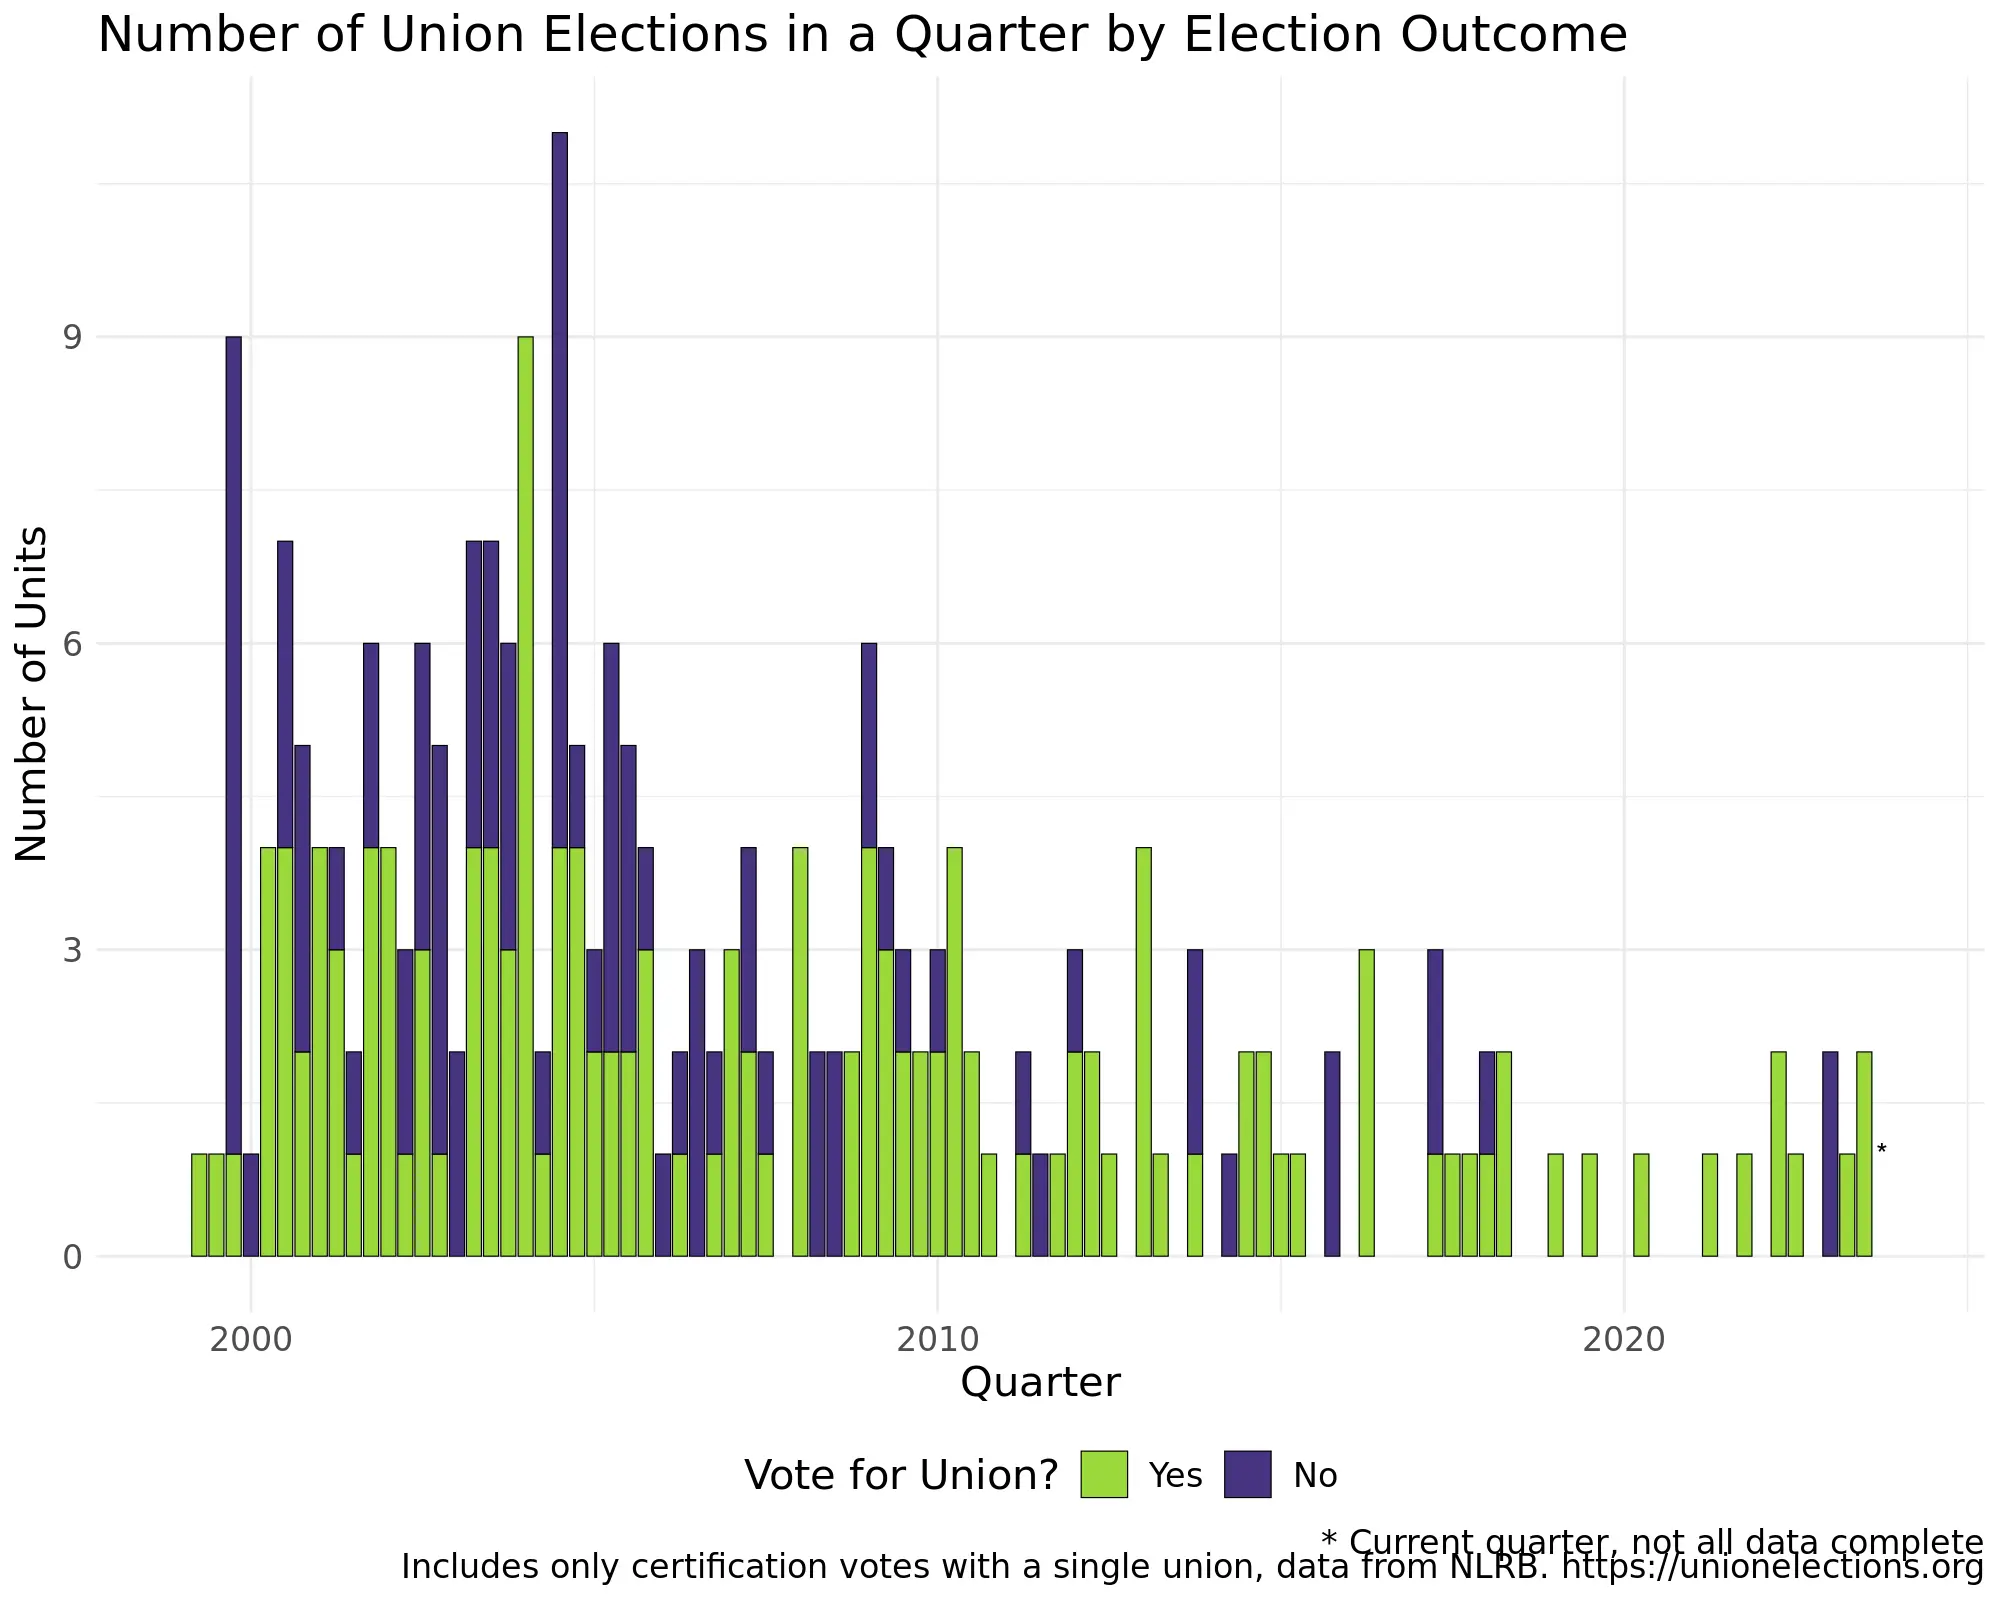 Number of Union Elections in a Quarter by Election Outcome
Number of Units
9
6
3
0
*
2000 2010 2020
Quarter
Vote for Union? Yes No
* Current quarter, not all data complete
Includes only certification votes with a single union, data from NLRB. https://unionelections.org